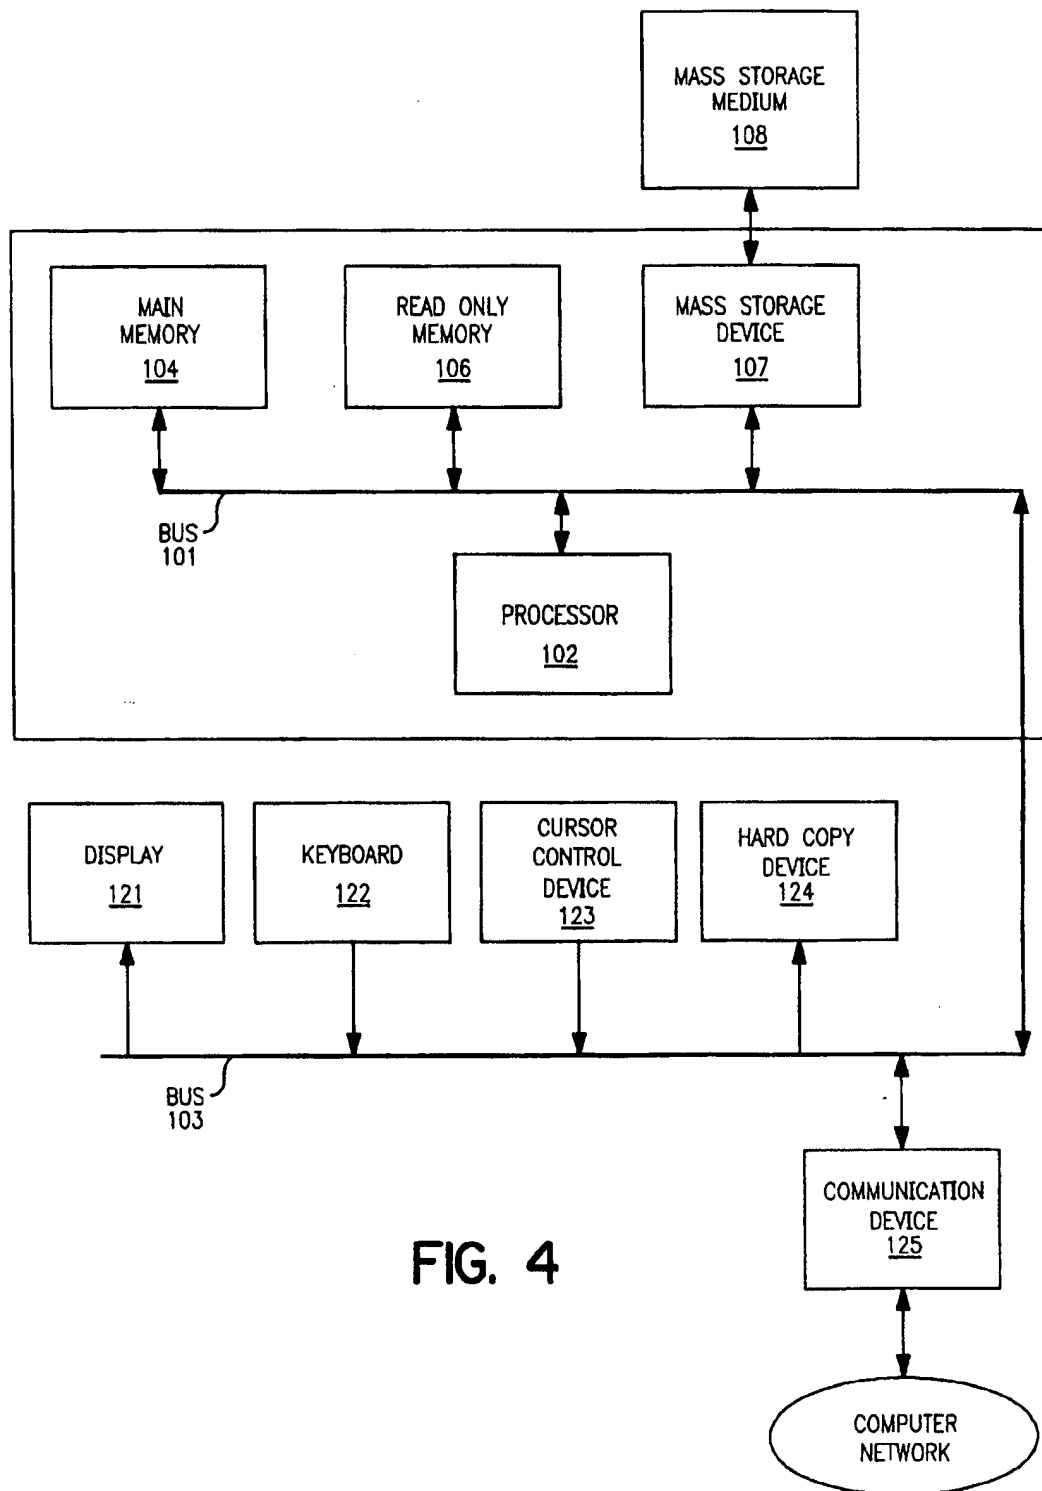 MASS STORAGE
MEDIUM
108
MAIN
MEMORY
104
READ ONLY
MEMORY
106
MASS STORAGE
DEVICE
107
BUS
101
PROCESSOR
102
DISPLAY
121
KEYBOARD
122
CURSOR
CONTROL
DEVICE
123
HARD COPY
DEVICE
124
BUS
103
COMMUNICATION
DEVICE
125
FIG. 4
COMPUTER
NETWORK